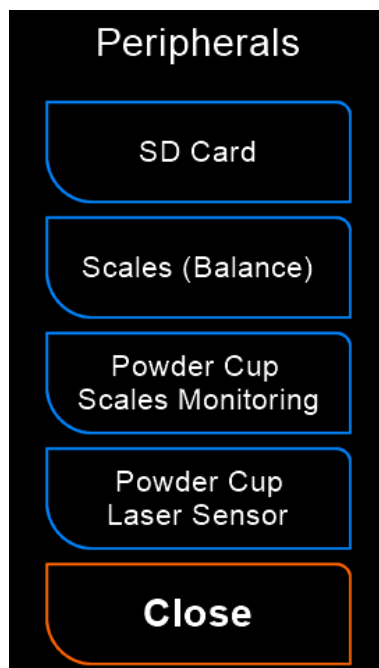 Peripherals
SD Card
Scales (Balance)
Powder Cup
Scales Monitoring
Powder Cup
Laser Sensor
Close